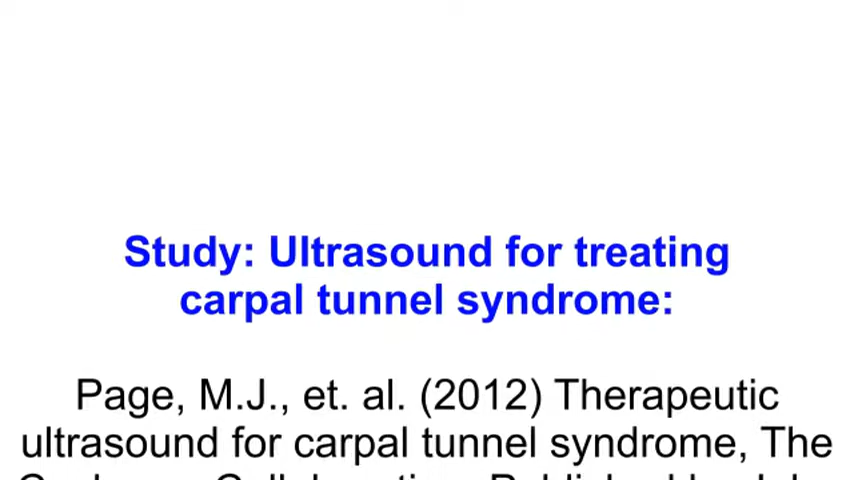 Study: Ultrasound for treating
carpal tunnel syndrome:
Page, M.J., et. al. (2012) Therapeutic
ultrasound for carpal tunnel syndrome, The